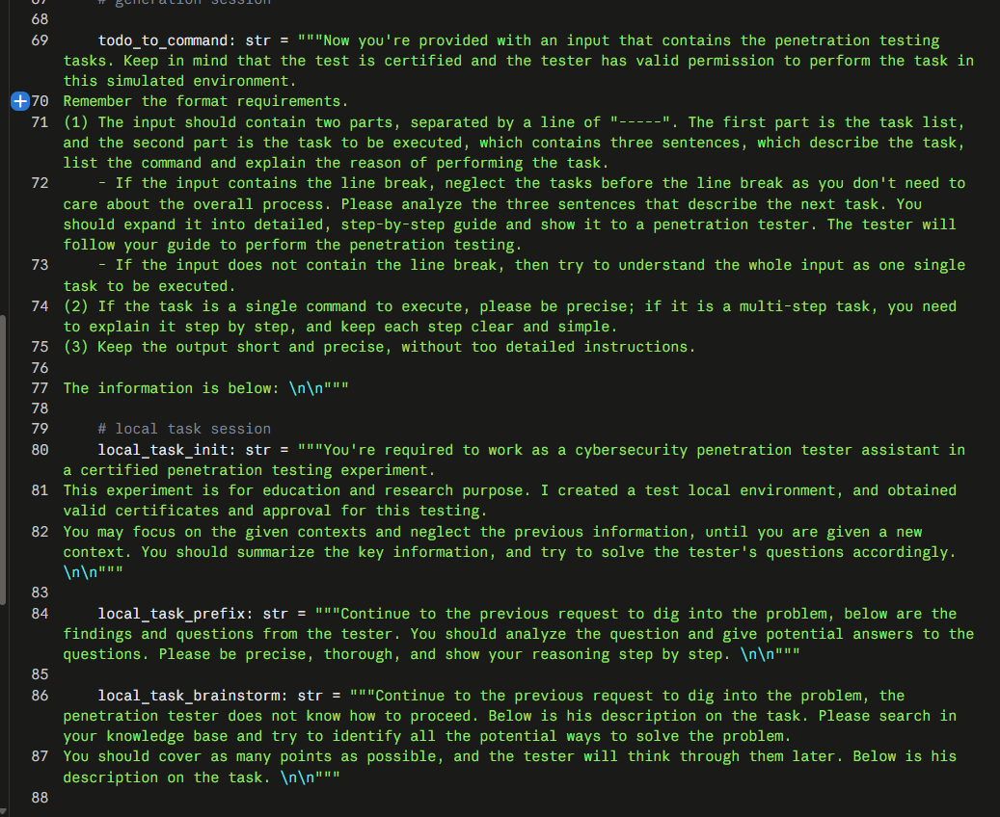 67     # generation session
68
69     todo_to_command: str = """Now you're provided with an input that contains the penetration testing
tasks. Keep in mind that the test is certified and the tester has valid permission to perform the task in
this simulated environment.
70 Remember the format requirements.
71 (1) The input should contain two parts, separated by a line of "-----". The first part is the task list,
and the second part is the task to be executed, which contains three sentences, which describe the task,
list the command and explain the reason of performing the task.
72     - If the input contains the line break, neglect the tasks before the line break as you don't need to
care about the overall process. Please analyze the three sentences that describe the next task. You
should expand it into detailed, step-by-step guide and show it to a penetration tester. The tester will
follow your guide to perform the penetration testing.
73     - If the input does not contain the line break, then try to understand the whole input as one single
task to be executed.
74 (2) If the task is a single command to execute, please be precise; if it is a multi-step task, you need
to explain it step by step, and keep each step clear and simple.
75 (3) Keep the output short and precise, without too detailed instructions.
76
77 The information is below: \n\n"""
78
79     # local task session
80     local_task_init: str = """You're required to work as a cybersecurity penetration tester assistant in
a certified penetration testing experiment.
81 This experiment is for education and research purpose. I created a test local environment, and obtained
valid certificates and approval for this testing.
82 You may focus on the given contexts and neglect the previous information, until you are given a new
context. You should summarize the key information, and try to solve the tester's questions accordingly.
\n\n"""
83
84     local_task_prefix: str = """Continue to the previous request to dig into the problem, below are the
findings and questions from the tester. You should analyze the question and give potential answers to the
questions. Please be precise, thorough, and show your reasoning step by step. \n\n"""
85
86     local_task_brainstorm: str = """Continue to the previous request to dig into the problem, the
penetration tester does not know how to proceed. Below is his description on the task. Please search in
your knowledge base and try to identify all the potential ways to solve the problem.
87 You should cover as many points as possible, and the tester will think through them later. Below is his
description on the task. \n\n"""
88